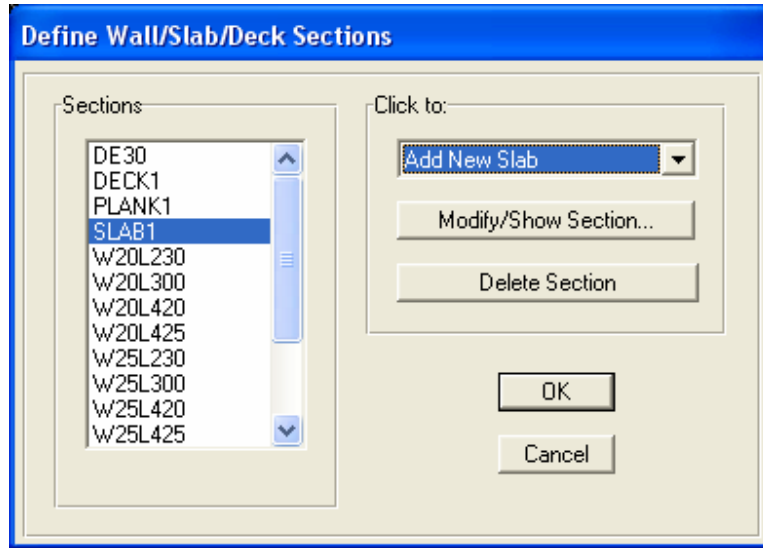 Define Wall/Slab/Deck Sections
Sections
DE30
DECK1
PLANK1
SLAB1
W20L230
W20L300
W20L420
W20L425
W25L230
W25L300
W25L420
W25L425
Click to:
Add New Slab
Modify/Show Section...
Delete Section
OK
Cancel